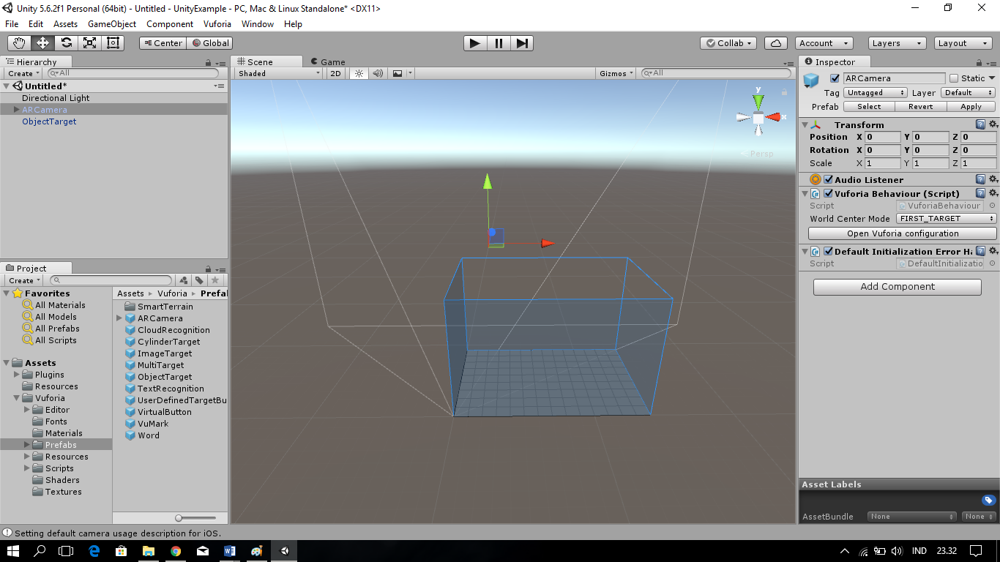 Unity 5.6.2f1 Personal (64bit) - Untitled - UnityExample - PC, Mac & Linux Standalone* <DX11>
File Edit Assets GameObject Component Vuforia Window Help
Center Global Collab Account Layers Layout
Hierarchy
Create All
Untitled*
Directional Light
ARCamera
ObjectTarget
Scene Game
Shaded 2D Gizmos All
y
x
Persp
Project
Create
Favorites
All Materials
All Models
All Prefabs
All Scripts
Assets
Plugins
Resources
Vuforia
Editor
Fonts
Materials
Prefabs
Resources
Scripts
Shaders
Textures
Assets Vuforia Prefal
SmartTerrain
ARCamera
CloudRecognition
CylinderTarget
ImageTarget
MultiTarget
ObjectTarget
TextRecognition
UserDefinedTargetBu
VirtualButton
VuMark
Word
Inspector
ARCamera Static
Tag Untagged Layer Default
Prefab Select Revert Apply
Transform
Position X 0 Y 0 Z 0
Rotation X 0 Y 0 Z 0
Scale X 1 Y 1 Z 1
Audio Listener
Vuforia Behaviour (Script)
Script VuforiaBehaviour
World Center Mode FIRST_TARGET
Open Vuforia configuration
Default Initialization Error Ha
Script DefaultInitializatio
Add Component
Asset Labels
AssetBundle None None
Setting default camera usage description for iOS.
IND 23.32